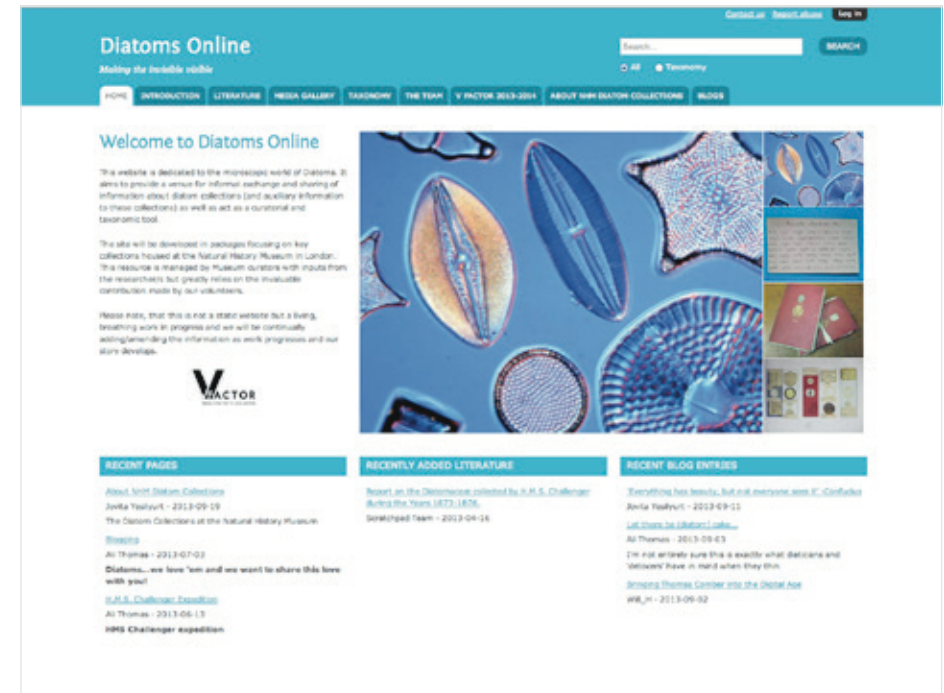 Contact us Report abuse Log in
Diatoms Online
Making the invisible visible
Search...
SEARCH
All Taxonomy
HOME INTRODUCTION LITERATURE MEDIA GALLERY TAXONOMY THE TEAM V FACTOR 2013-2014 ABOUT NHM DIATOM COLLECTIONS BLOGS
Welcome to Diatoms Online
This website is dedicated to the microscopic world of Diatoms. It
aims to provide a venue for informal exchange and sharing of
information about diatom collections (and auxiliary information
to these collections) as well as act as a curatorial and
taxonomic tool.
The site will be developed in packages focusing on key
collections housed at the Natural History Museum in London.
This resource is managed by Museum curators with inputs from
the researchers but greatly relies on the invaluable
contribution made by our volunteers.
Please note, that this is not a static website but a living,
breathing work in progress and we will be continually
adding/amending the information as work progresses and our
story develops.
V FACTOR
RECENT PAGES
About NHM Diatom Collections
Jovita Yesilyurt - 2013-09-19
The Diatom Collections at the Natural History Museum
Blogging
Ali Thomas - 2013-07-03
Diatoms...we love 'em and we want to share this love
with you!
H.M.S. Challenger Expedition
Ali Thomas - 2013-06-13
HMS Challenger expedition
RECENTLY ADDED LITERATURE
Report on the Diatomaceae collected by H.M.S. Challenger
during the Years 1873-1876.
Scratchpad Team - 2013-04-16
RECENT BLOG ENTRIES
'Everything has beauty, but not everyone sees it' -Confucius
Jovita Yesilyurt - 2013-09-11
Let there be (diatom) cake...
Ali Thomas - 2013-09-03
I'm not entirely sure this is exactly what dieticians and
'detoxers' have in mind when they thin
Bringing Thomas Comber into the Digital Age
Will_H - 2013-09-02